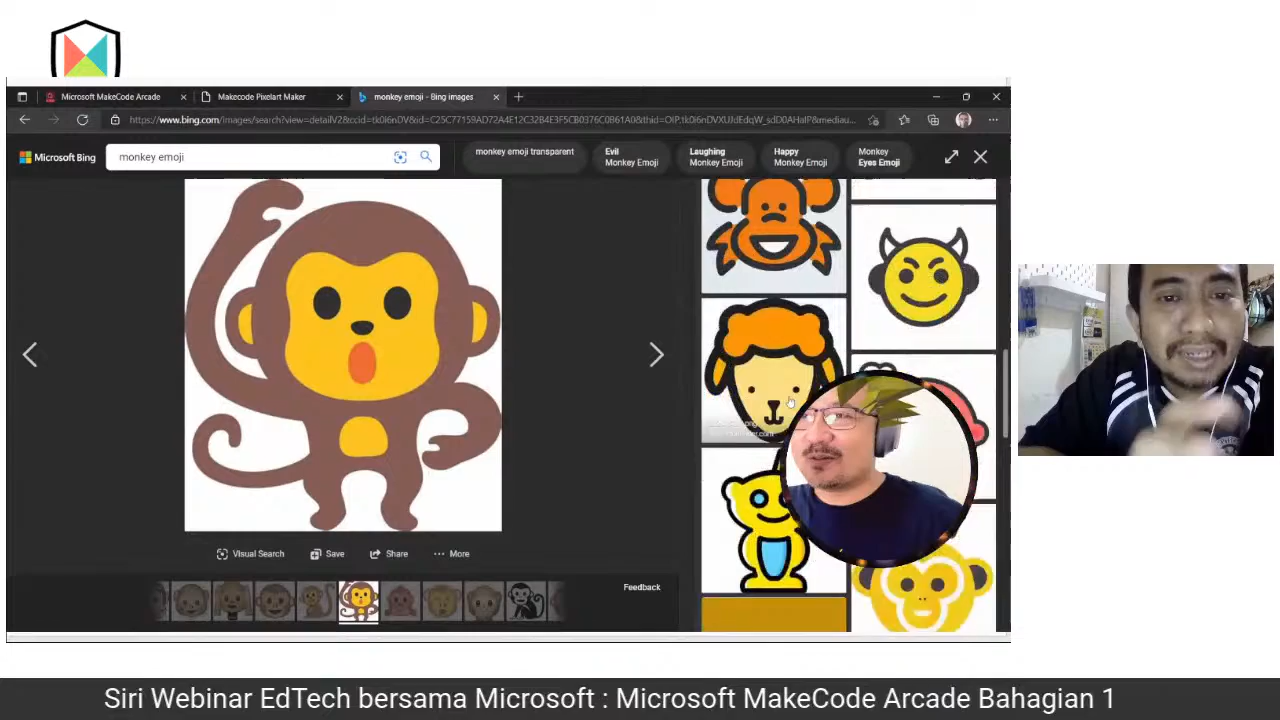 Microsoft MakeCode Arcade
Makecode Pixelart Maker
monkey emoji - Bing images
Microsoft Bing
monkey emoji
monkey emoji transparent
Evil
Monkey Emoji
Laughing
Monkey Emoji
Happy
Monkey Emoji
Monkey
Eyes Emoji
Visual Search
Save
Share
More
Feedback
Siri Webinar EdTech bersama Microsoft : Microsoft MakeCode Arcade Bahagian 1